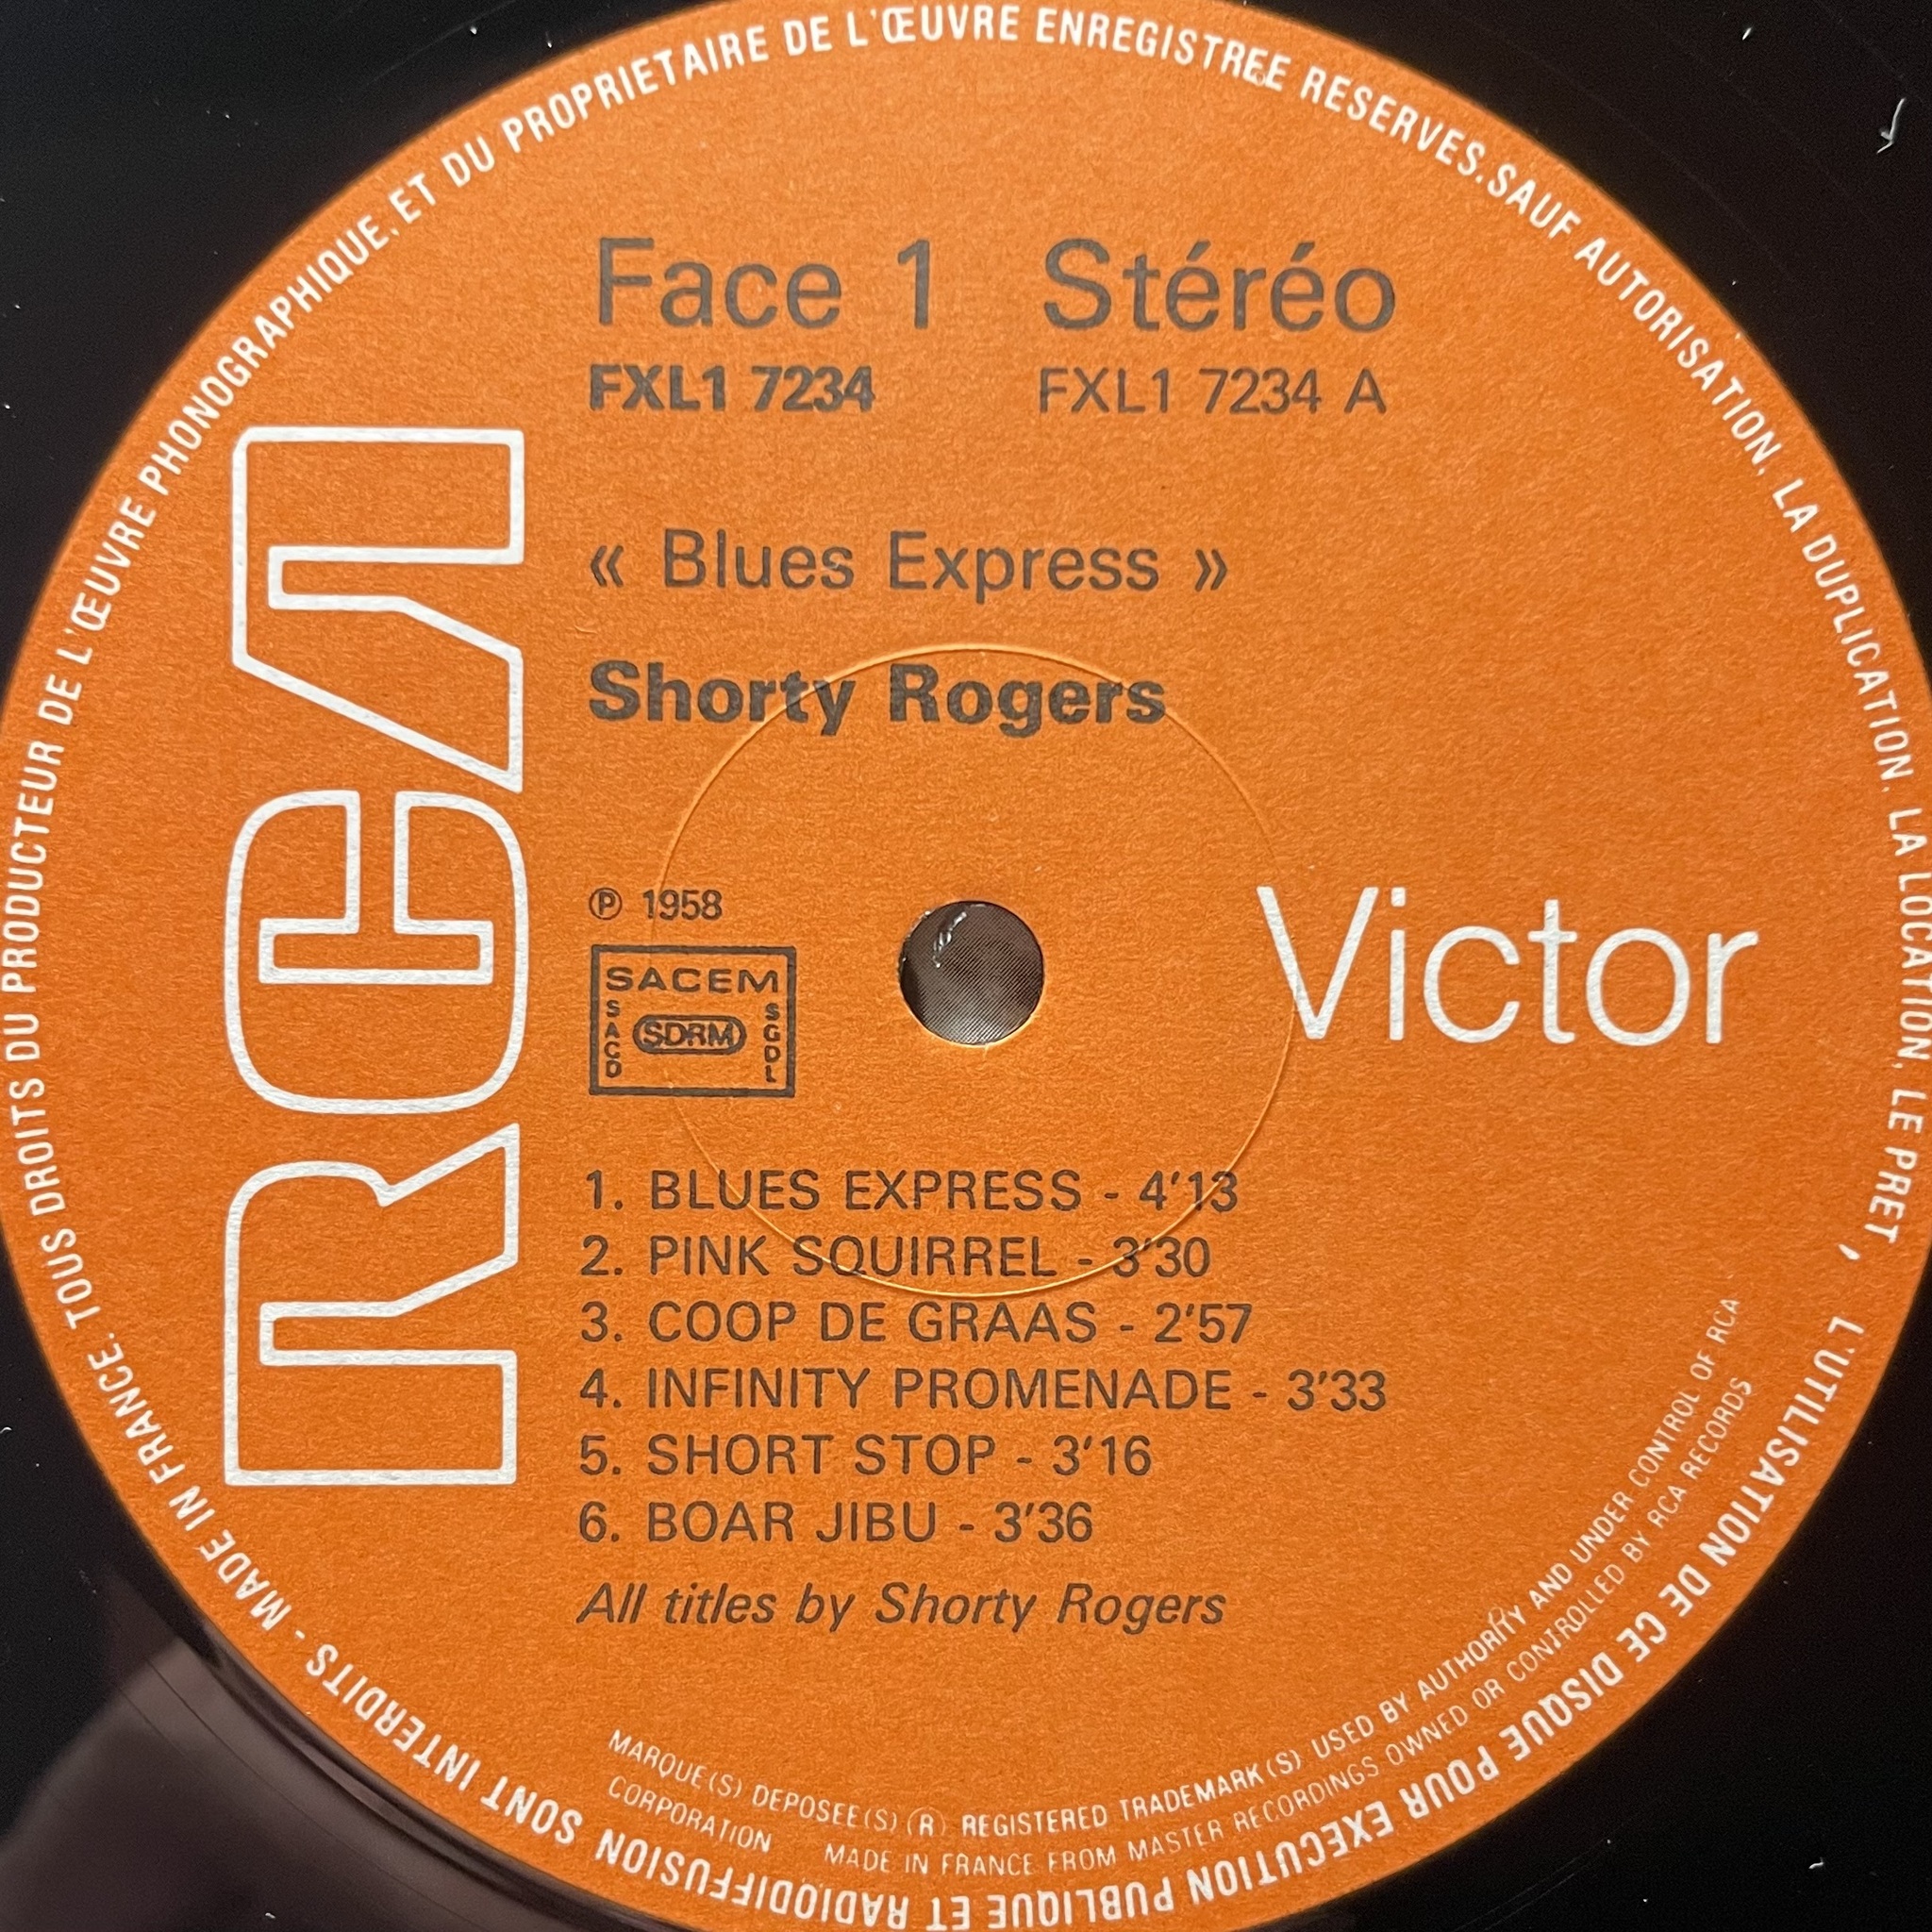 TOUS DROITS DU PRODUCTEUR DE L'ŒUVRE PHONOGRAPHIQUE. ET DU PROPRIETAIRE DE L'ŒUVRE ENREGISTREE RESERVES. SAUF AUTORISATION, LA DUPLICATION, LA LOCATION, LE PRET, L'UTILISATION DE CE DISQUE POUR EXECUTION PUBLIQUE ET RADIODIFFUSION SONT INTERDITS - MADE IN FRANCE.
Face 1 Stéréo
FXL1 7234 FXL1 7234 A
« Blues Express »
Shorty Rogers
RCA
℗ 1958
Victor
SACEM
SACD SDRM SGDL
1. BLUES EXPRESS - 4'13
2. PINK SQUIRREL - 3'30
3. COOP DE GRAAS - 2'57
4. INFINITY PROMENADE - 3'33
5. SHORT STOP - 3'16
6. BOAR JIBU - 3'36
All titles by Shorty Rogers
MARQUE(S) DEPOSEE(S) ® REGISTERED TRADEMARK(S) USED BY AUTHORITY AND UNDER CONTROL OF RCA
CORPORATION MADE IN FRANCE FROM MASTER RECORDINGS OWNED OR CONTROLLED BY RCA RECORDS